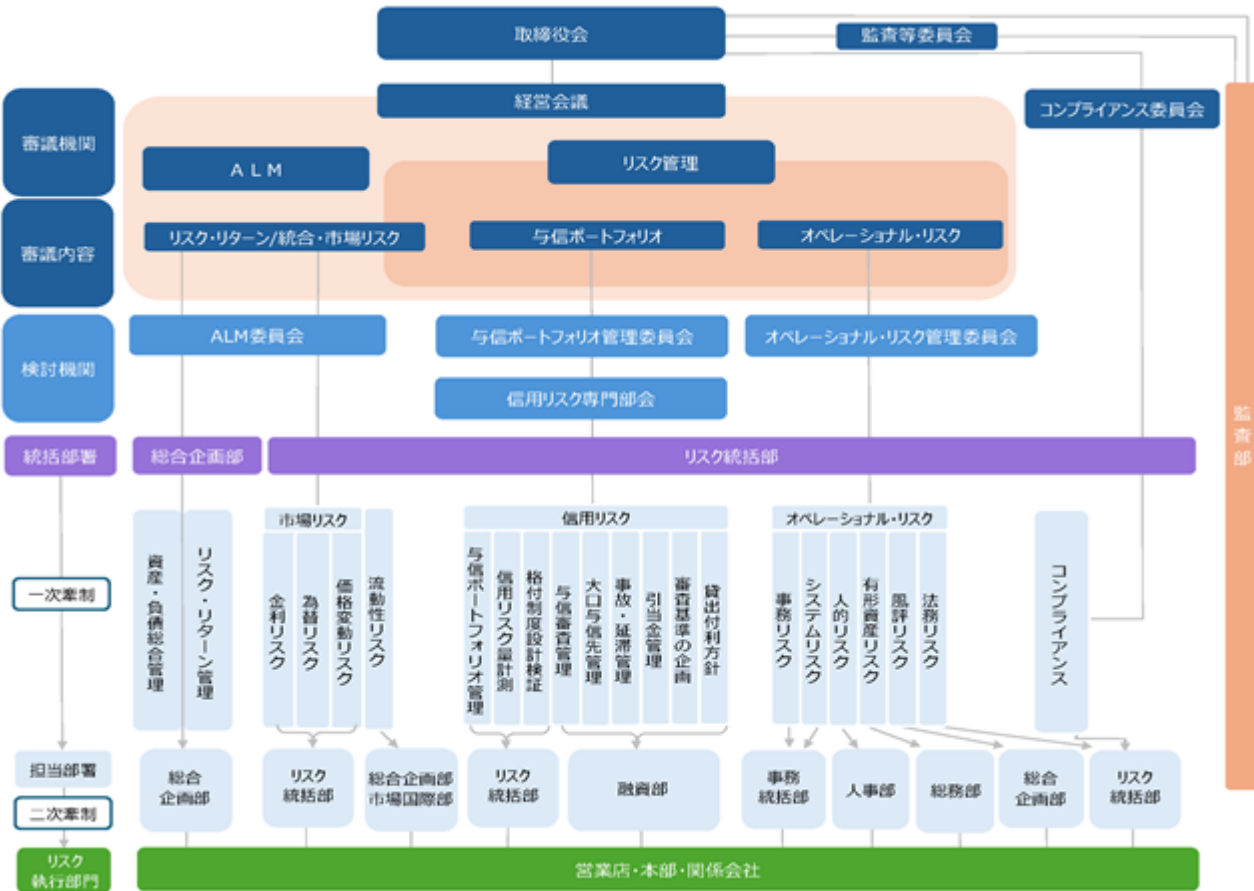 取締役会
監査等委員会
経営会議
コンプライアンス委員会
審議機関
ALM
リスク管理
審議内容
リスク・リターン/統合・市場リスク
与信ポートフォリオ
オペレーショナル・リスク
検討機関
ALM委員会
与信ポートフォリオ管理委員会
オペレーショナル・リスク管理委員会
信用リスク専門部会
監査部
統括部署
総合企画部
リスク統括部
一次牽制
資産・負債総合管理
リスク・リターン管理
市場リスク
金利リスク
為替リスク
価格変動リスク
流動性リスク
信用リスク
与信ポートフォリオ管理
信用リスク量計測
格付制度設計検証
与信審査管理
大口与信先管理
事故・延滞管理
引当金管理
審査基準の企画
貸出付利方針
オペレーショナル・リスク
事務リスク
システムリスク
人的リスク
有形資産リスク
風評リスク
法務リスク
コンプライアンス
担当部署
総合
企画部
リスク
統括部
総合企画部
市場国際部
リスク
統括部
融資部
事務
統括部
人事部
総務部
総合
企画部
リスク
統括部
二次牽制
リスク
執行部門
営業店・本部・関係会社